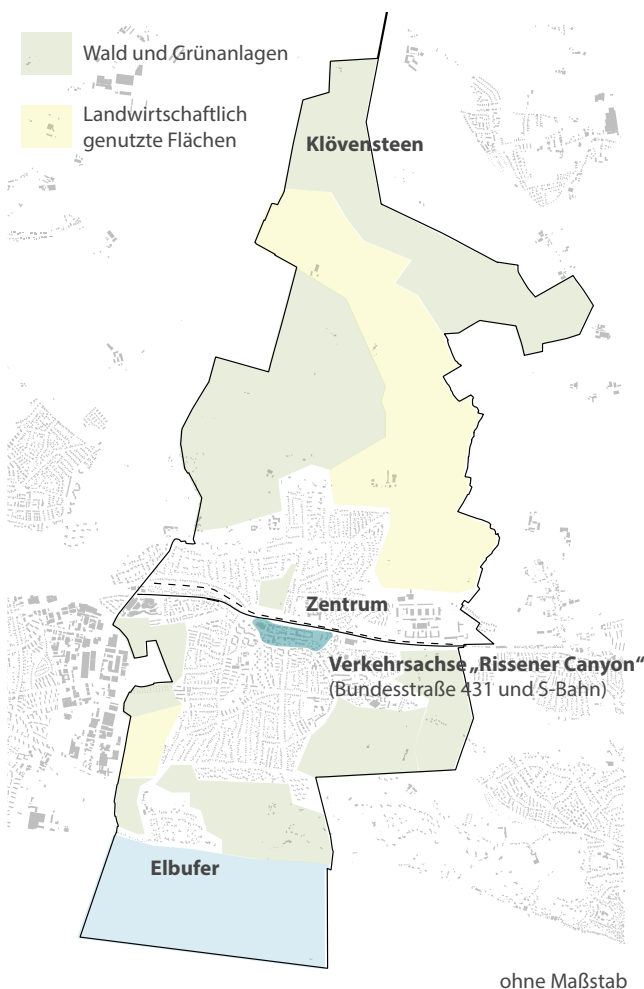 Wald und Grünanlagen
Landwirtschaftlich
genutzte Flächen
Klövensteen
Zentrum
Verkehrsachse „Rissener Canyon“
(Bundesstraße 431 und S-Bahn)
Elbufer
ohne Maßstab